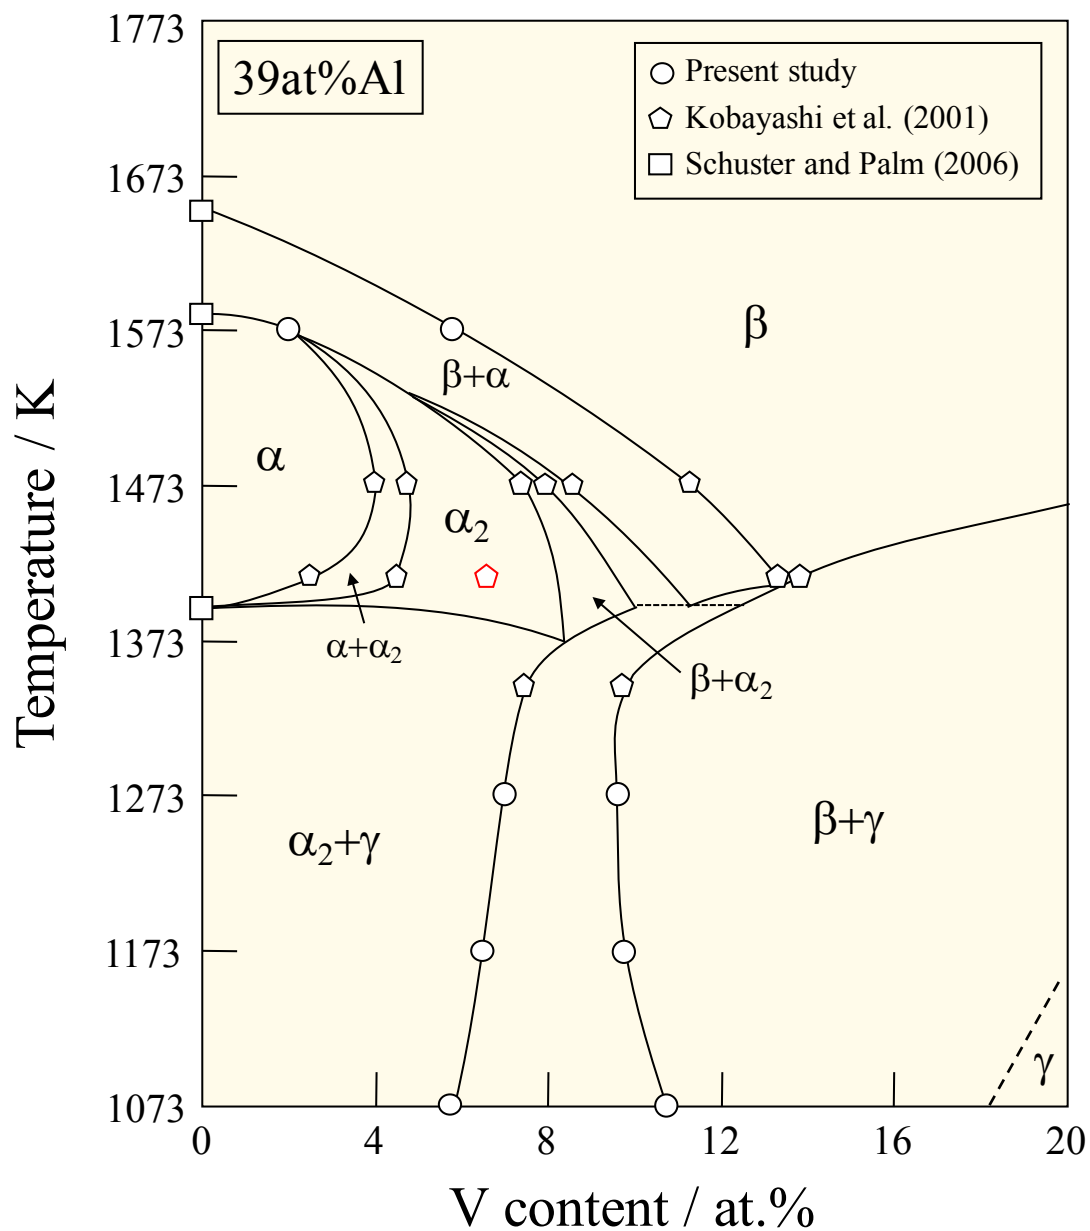 1773
39at%Al
Present study
Kobayashi et al. (2001)
Schuster and Palm (2006)
1673
1573
β
β+α
α
1473
α₂
1373
α+α₂
β+α₂
Temperature / K
1273
α₂+γ
β+γ
1173
γ
1073
0
4
8
12
16
20
V content / at.%